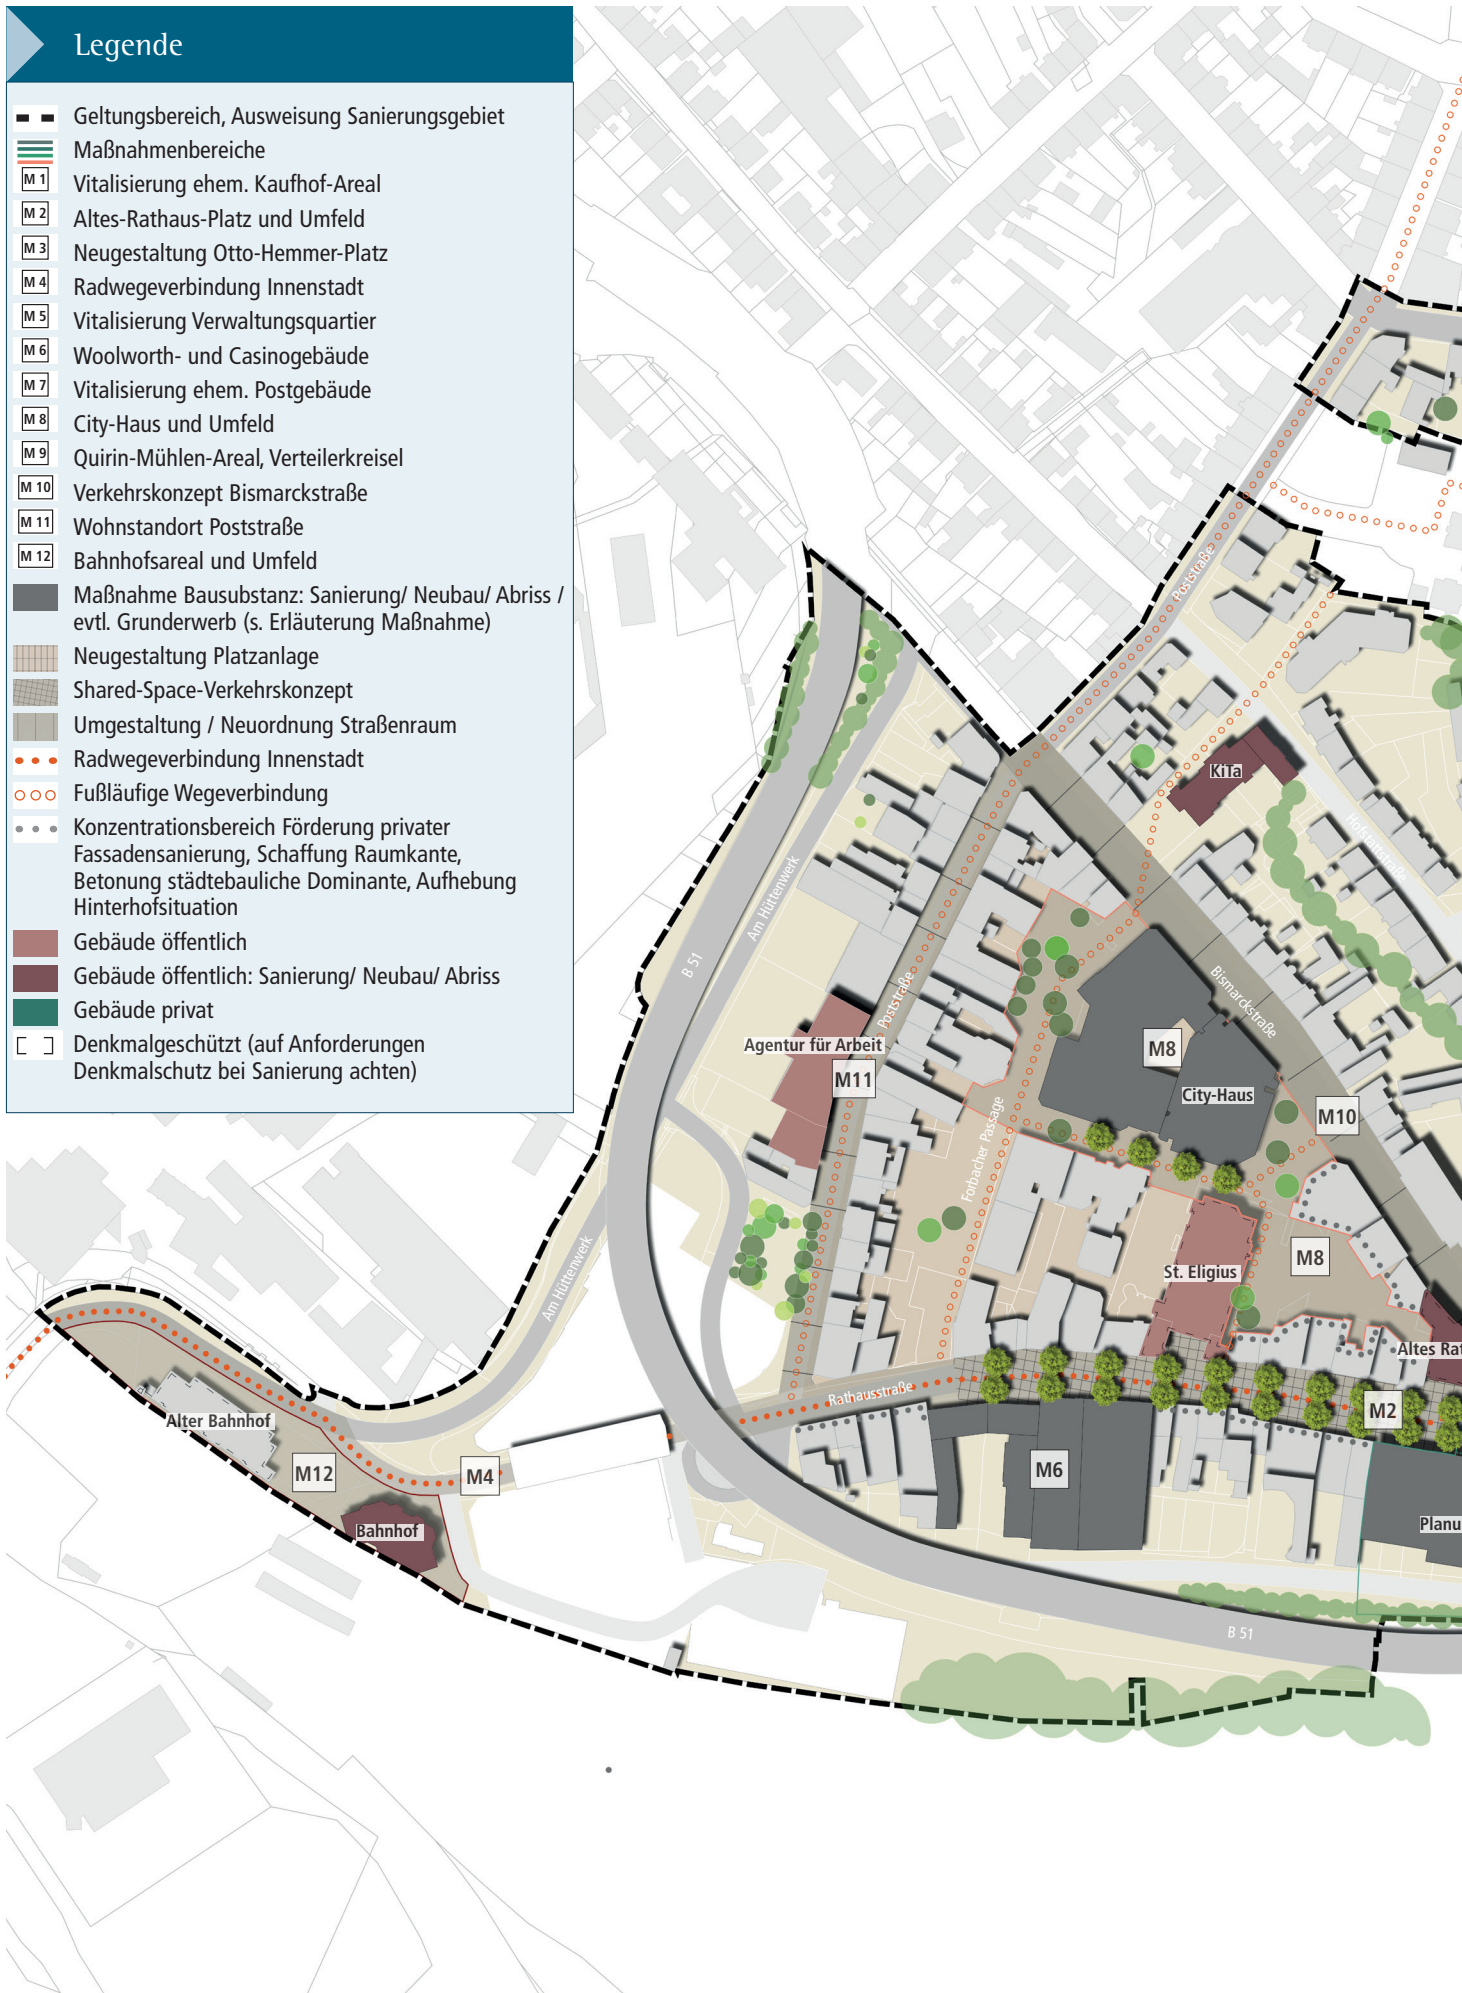 Legende
Geltungsbereich, Ausweisung Sanierungsgebiet
Maßnahmenbereiche
M 1 Vitalisierung ehem. Kaufhof-Areal
M 2 Altes-Rathaus-Platz und Umfeld
M 3 Neugestaltung Otto-Hemmer-Platz
M 4 Radwegeverbindung Innenstadt
M 5 Vitalisierung Verwaltungsquartier
M 6 Woolworth- und Casinogebäude
M 7 Vitalisierung ehem. Postgebäude
M 8 City-Haus und Umfeld
M 9 Quirin-Mühlen-Areal, Verteilerkreisel
M 10 Verkehrskonzept Bismarckstraße
M 11 Wohnstandort Poststraße
M 12 Bahnhofsareal und Umfeld
Maßnahme Bausubstanz: Sanierung/ Neubau/ Abriss /
evtl. Grunderwerb (s. Erläuterung Maßnahme)
Neugestaltung Platzanlage
Shared-Space-Verkehrskonzept
Umgestaltung / Neuordnung Straßenraum
Radwegeverbindung Innenstadt
Fußläufige Wegeverbindung
Konzentrationsbereich Förderung privater
Fassadensanierung, Schaffung Raumkante,
Betonung städtebauliche Dominante, Aufhebung
Hinterhofsituation
Gebäude öffentlich
Gebäude öffentlich: Sanierung/ Neubau/ Abriss
Gebäude privat
Denkmalgeschützt (auf Anforderungen
Denkmalschutz bei Sanierung achten)
Poststraße
KiTa
Hofstattstraße
Am Hüttenwerk
B 51
Poststraße
Bismarckstraße
Agentur für Arbeit
M11
M8
City-Haus
M10
Forbacher Passage
Am Hüttenwerk
St. Eligius
M8
Altes Rat
Rathausstraße
M2
Alter Bahnhof
M12
M4
M6
Bahnhof
Planu
B 51